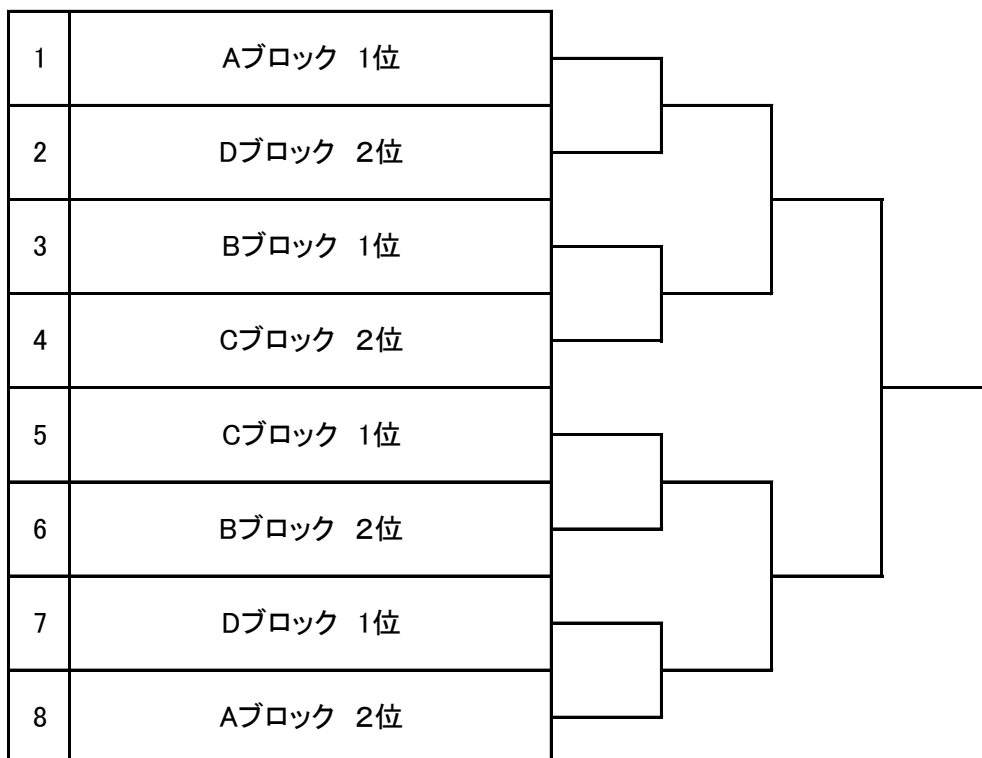 1 Aブロック 1位
2 Dブロック 2位
3 Bブロック 1位
4 Cブロック 2位
5 Cブロック 1位
6 Bブロック 2位
7 Dブロック 1位
8 Aブロック 2位